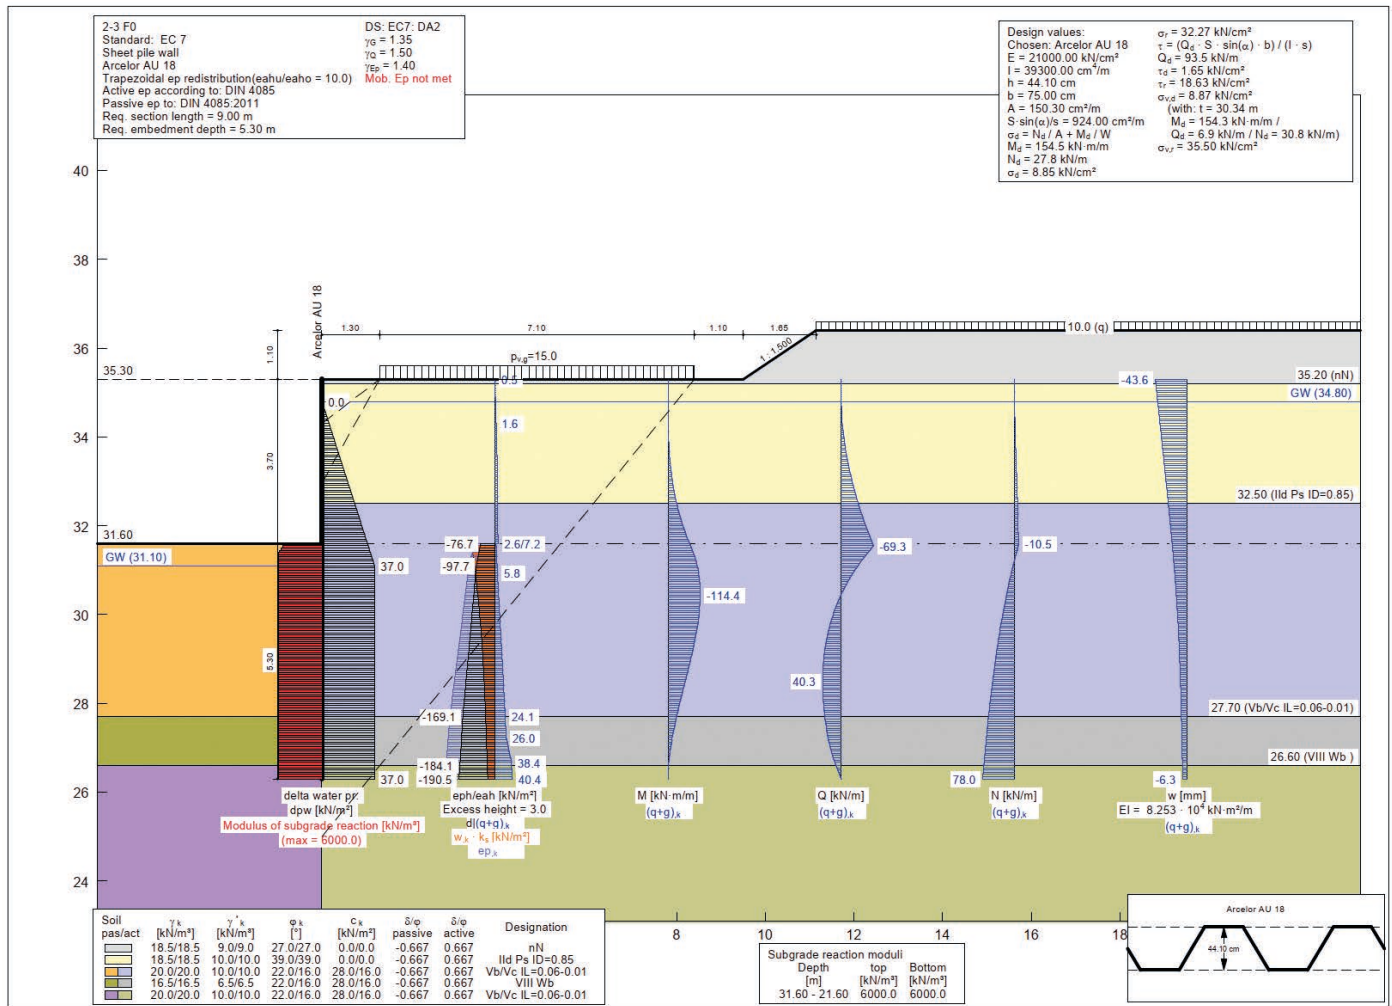 2-3 F0
Standard: EC 7
Sheet pile wall
Arcelor AU 18
Trapezoidal ep redistribution(eahu/eaho = 10.0)
Active ep according to: DIN 4085
Passive ep to: DIN 4085:2011
Req. section length = 9.00 m
Req. embedment depth = 5.30 m
DS: EC7: DA2
γG = 1.35
γQ = 1.50
γEp = 1.40
Mob. Ep not met
Design values:
Chosen: Arcelor AU 18
E = 21000.00 kN/cm²
I = 39300.00 cm⁴/m
h = 44.10 cm
b = 75.00 cm
A = 150.30 cm²/m
S·sin(α)/s = 924.00 cm²/m
σd = Nd / A + Md / W
Md = 154.5 kN·m/m
Nd = 27.8 kN/m
σd = 8.85 kN/cm²
σr = 32.27 kN/cm²
τ = (Qd · S · sin(α) · b) / (I · s)
Qd = 93.5 kN/m
τd = 1.65 kN/cm²
τr = 18.63 kN/cm²
σv,d = 8.87 kN/cm²
(with: t = 30.34 m
Md = 154.3 kN·m/m /
Qd = 6.9 kN/m / Nd = 30.8 kN/m)
σv,r = 35.50 kN/cm²
40
38
36
34
32
30
28
26
24
Arcelor AU 18
1.30
7.10
1.10
1.65
1.10
3.70
5.30
pv,g=15.0
1 : 1.500
10.0 (q)
35.30
35.20 (nN)
GW (34.80)
32.50 (IId Ps ID=0.85)
31.60
GW (31.10)
27.70 (Vb/Vc IL=0.06-0.01)
26.60 (VIII Wb )
0.0
37.0
37.0
0.5
1.6
-76.7
2.6/7.2
-97.7
5.8
-169.1
24.1
26.0
-184.1
38.4
-190.5
40.4
-114.4
-69.3
40.3
-10.5
78.0
-43.6
-6.3
delta water pr.
dpw [kN/m²]
Modulus of subgrade reaction [kN/m³]
(max = 6000.0)
eph/eah [kN/m²]
Excess height = 3.0
d|(q+g),k
w,k · ks [kN/m²]
ep,k
M [kN·m/m]
(q+g),k
Q [kN/m]
(q+g),k
N [kN/m]
(q+g),k
w [mm]
EI = 8.253 · 10⁴ kN·m²/m
(q+g),k
8
10
12
14
16
18
Soil pas/act γk [kN/m³] γ'k [kN/m³] φk [°] ck [kN/m²] δ/φ passive δ/φ active Designation
18.5/18.5 9.0/9.0 27.0/27.0 0.0/0.0 -0.667 0.667 nN
18.5/18.5 10.0/10.0 39.0/39.0 0.0/0.0 -0.667 0.667 IId Ps ID=0.85
20.0/20.0 10.0/10.0 22.0/16.0 28.0/16.0 -0.667 0.667 Vb/Vc IL=0.06-0.01
16.5/16.5 6.5/6.5 22.0/16.0 28.0/16.0 -0.667 0.667 VIII Wb
20.0/20.0 10.0/10.0 22.0/16.0 28.0/16.0 -0.667 0.667 Vb/Vc IL=0.06-0.01
Subgrade reaction moduli
Depth top Bottom
[m] [kN/m³] [kN/m³]
31.60 - 21.60 6000.0 6000.0
Arcelor AU 18
44.10 cm